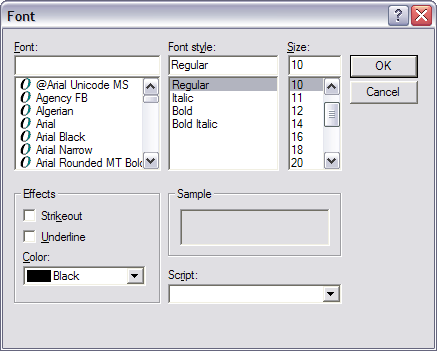 Font
Font:
Font style:
Size:
Regular
10
OK
Cancel
@Arial Unicode MS
Agency FB
Algerian
Arial
Arial Black
Arial Narrow
Arial Rounded MT Bold
Regular
Italic
Bold
Bold Italic
10
11
12
14
16
18
20
Effects
Strikeout
Underline
Color:
Black
Sample
Script: